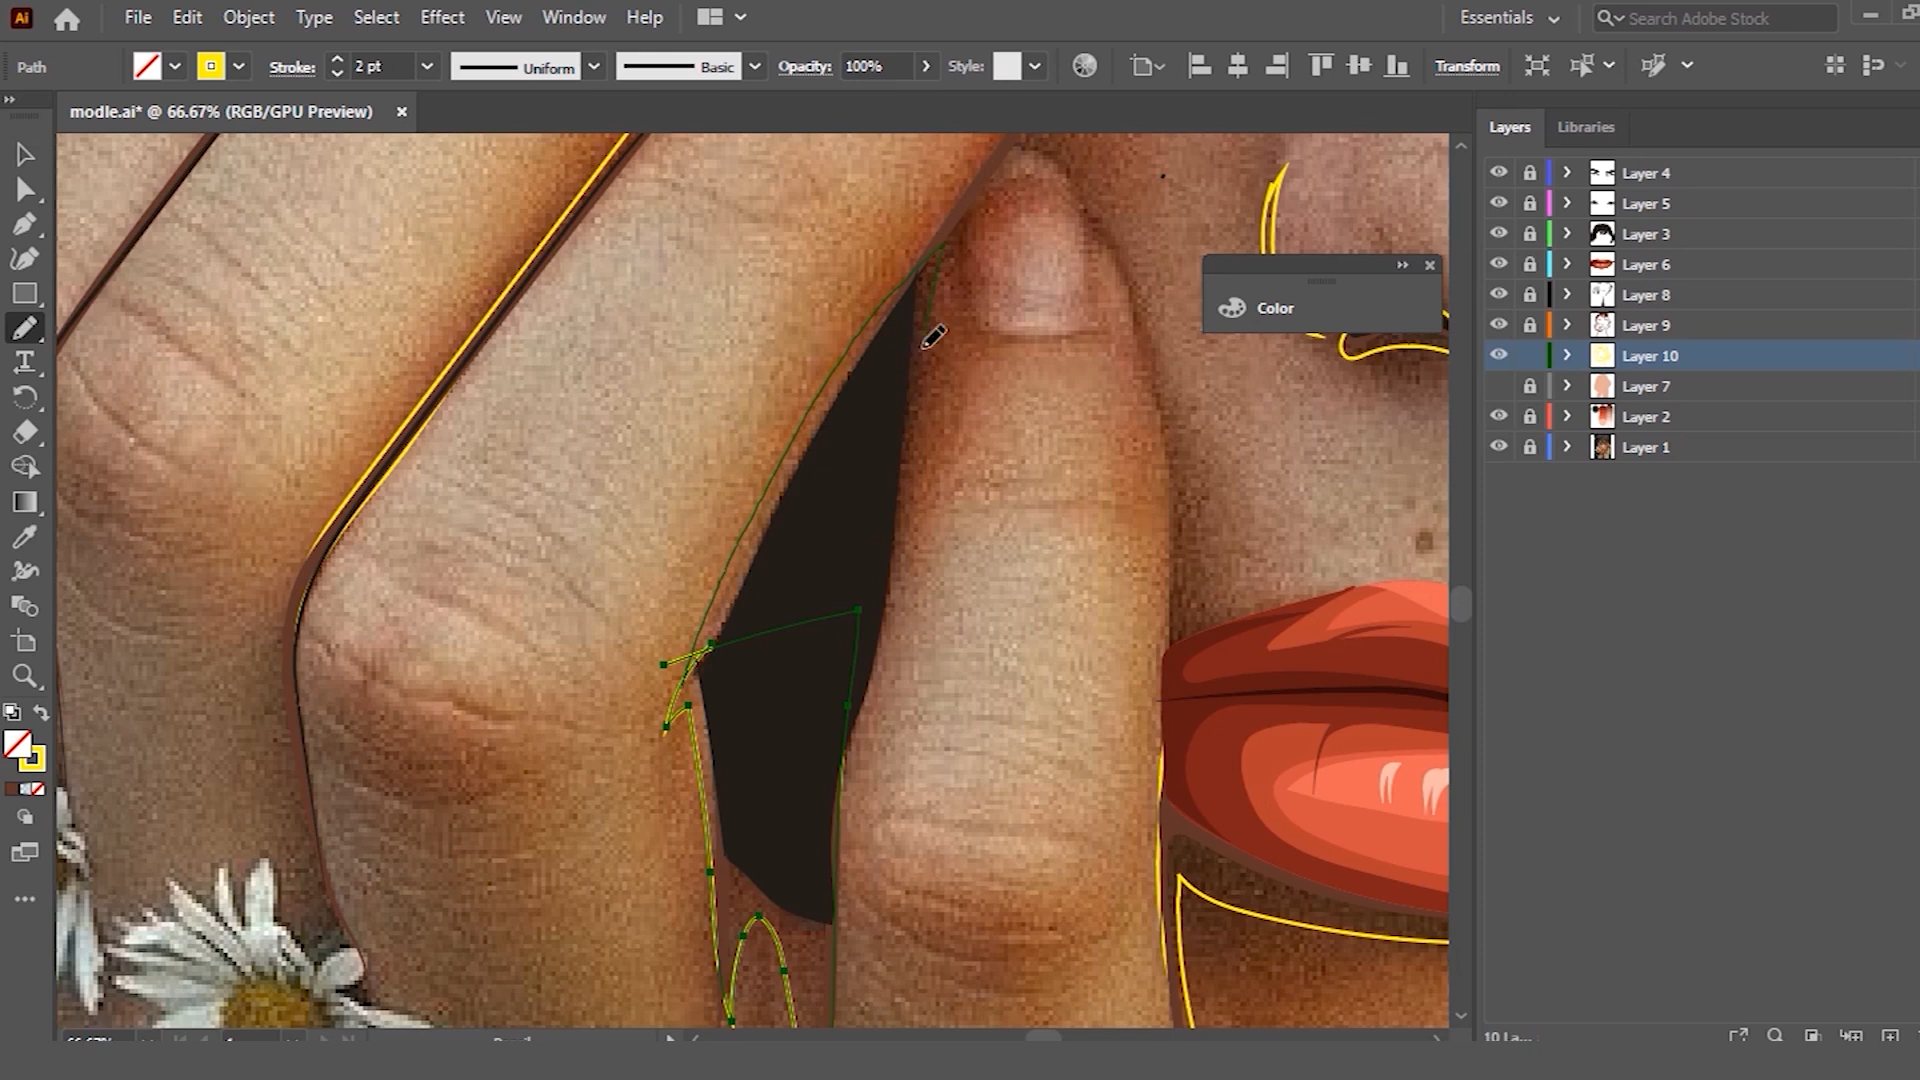 Ai File Edit Object Type Select Effect View Window Help Essentials Search Adobe Stock
Path Stroke: 2 pt Uniform Basic Opacity: 100% Style: Transform
modle.ai* @ 66.67% (RGB/GPU Preview)
Layers Libraries
Layer 4
Layer 5
Layer 3
Layer 6
Layer 8
Layer 9
Layer 10
Layer 7
Layer 2
Layer 1
Color
10 La...